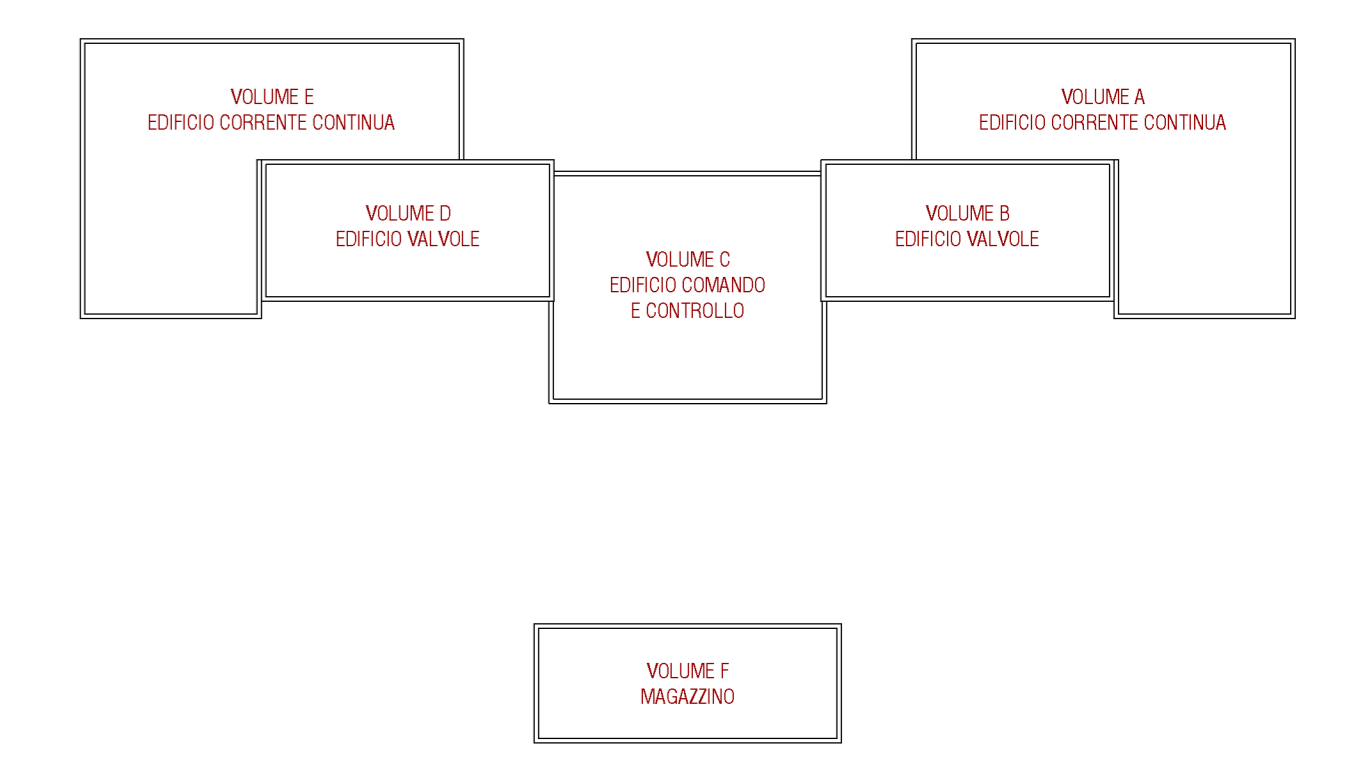 VOLUME E
EDIFICIO CORRENTE CONTINUA
VOLUME A
EDIFICIO CORRENTE CONTINUA
VOLUME D
EDIFICIO VALVOLE
VOLUME B
EDIFICIO VALVOLE
VOLUME C
EDIFICIO COMANDO
E CONTROLLO
VOLUME F
MAGAZZINO